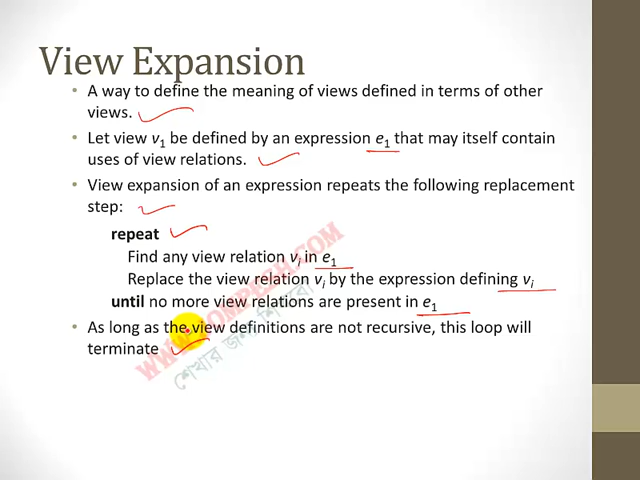 View Expansion
• A way to define the meaning of views defined in terms of other
views.
• Let view v₁ be defined by an expression e₁ that may itself contain
uses of view relations.
• View expansion of an expression repeats the following replacement
step:
repeat
Find any view relation vᵢ in e₁
Replace the view relation vᵢ by the expression defining vᵢ
until no more view relations are present in e₁
• As long as the view definitions are not recursive, this loop will
terminate
শেখার জন্য